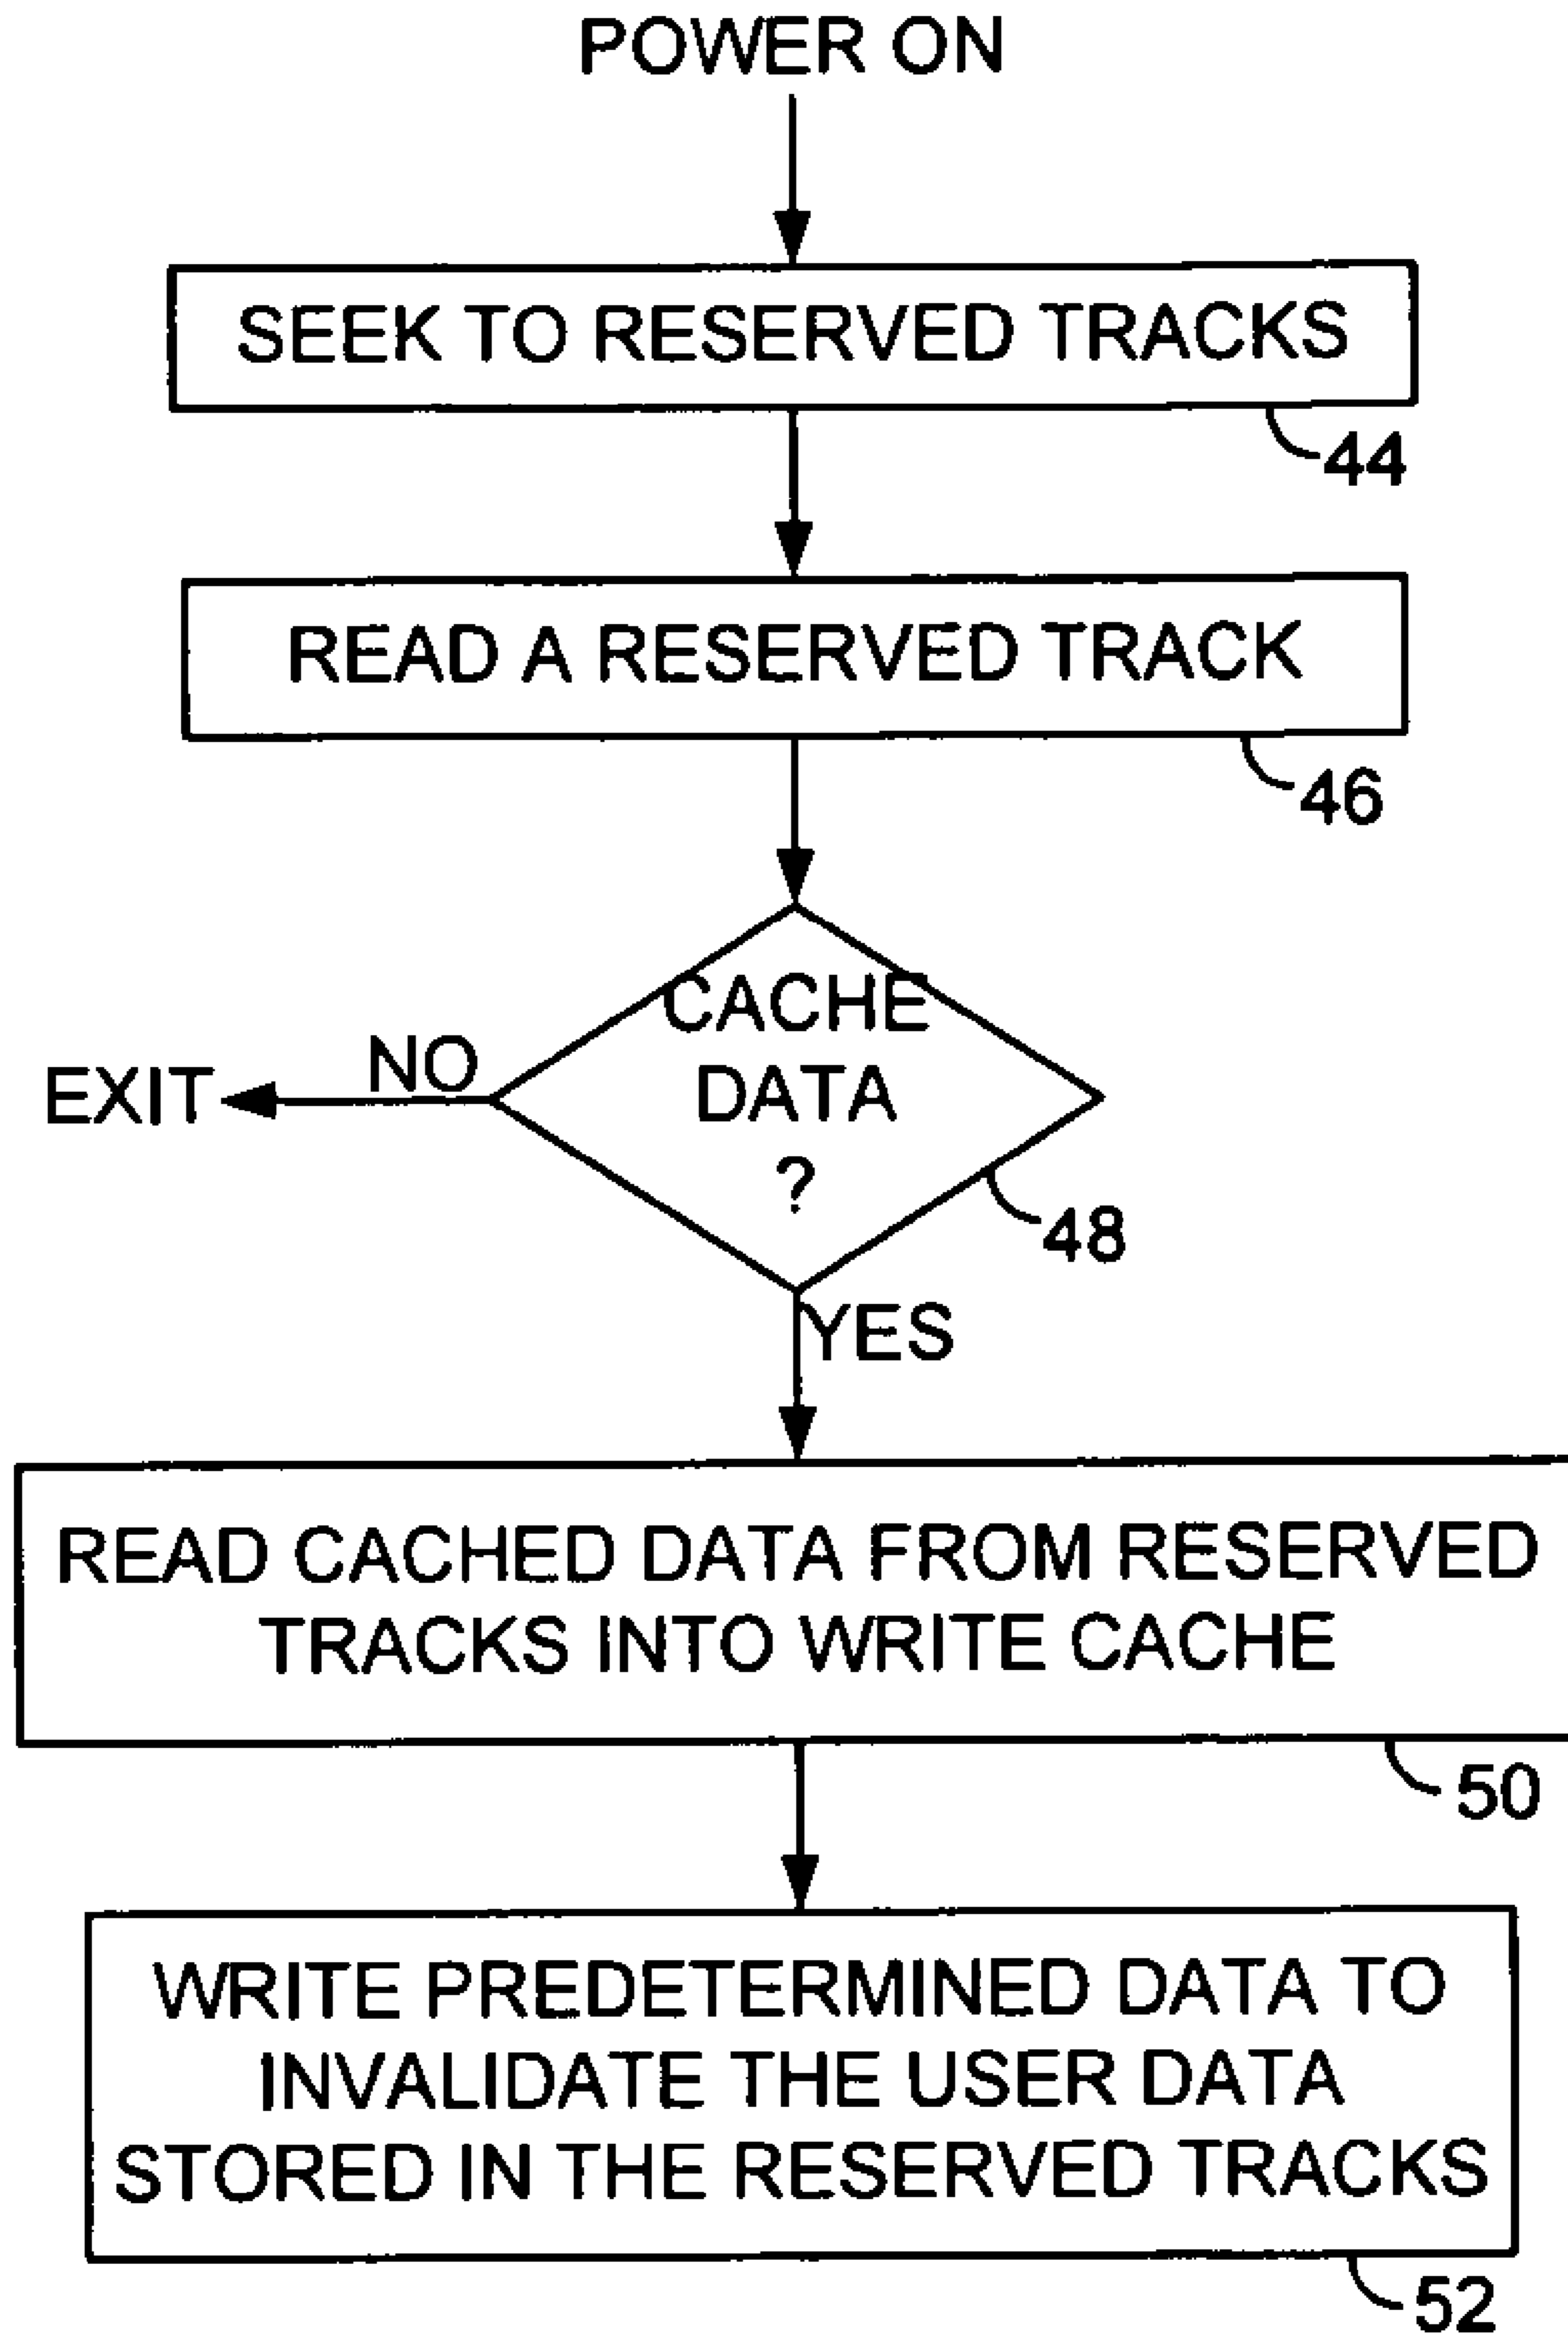 POWER ON
SEEK TO RESERVED TRACKS
44
READ A RESERVED TRACK
46
CACHE
DATA
?
NO
EXIT
48
YES
READ CACHED DATA FROM RESERVED
TRACKS INTO WRITE CACHE
50
WRITE PREDETERMINED DATA TO
INVALIDATE THE USER DATA
STORED IN THE RESERVED TRACKS
52